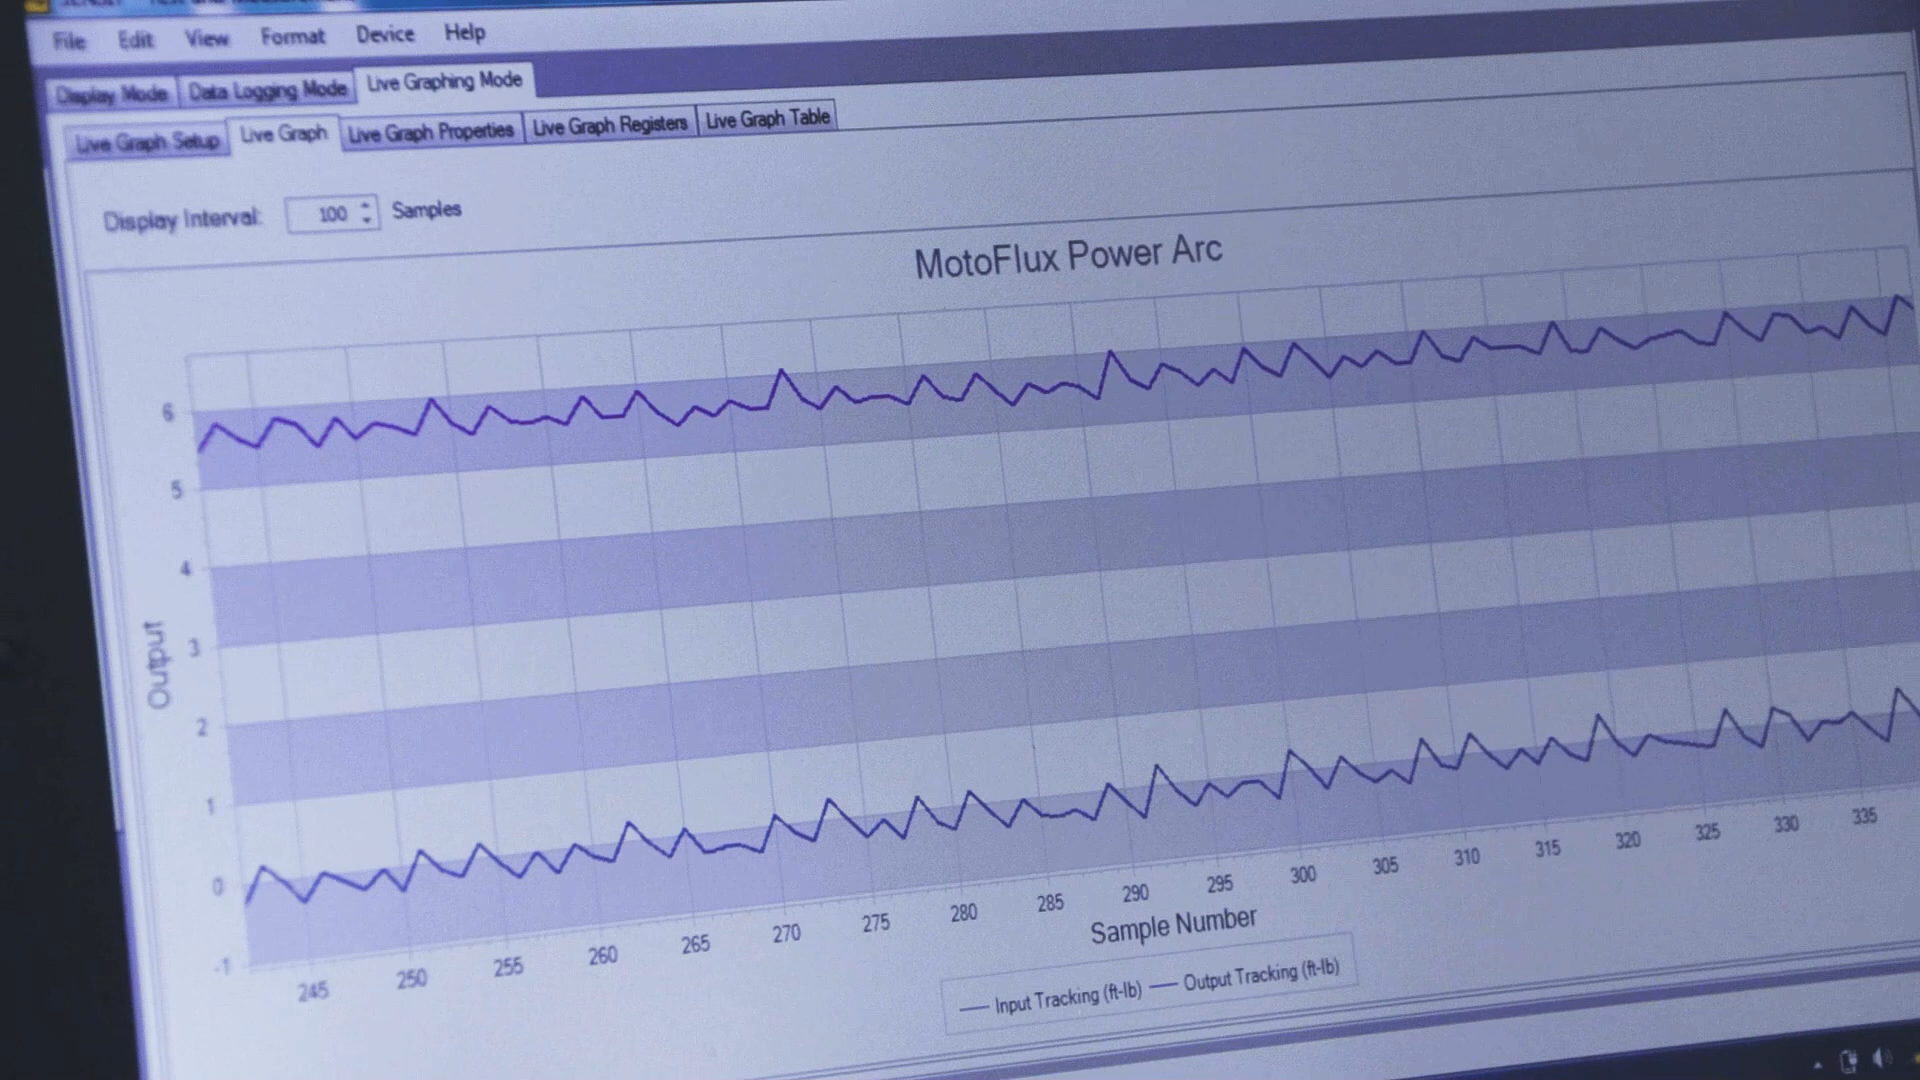 File Edit View Format Device Help
Display Mode Data Logging Mode Live Graphing Mode
Live Graph Setup Live Graph Live Graph Properties Live Graph Registers Live Graph Table
Display Interval: 100 Samples
MotoFlux Power Arc
6
5
4
3
2
1
0
-1
Output
245 250 255 260 265 270 275 280 285 290 295 300 305 310 315 320 325 330 335
Sample Number
Input Tracking (ft-lb) Output Tracking (ft-lb)